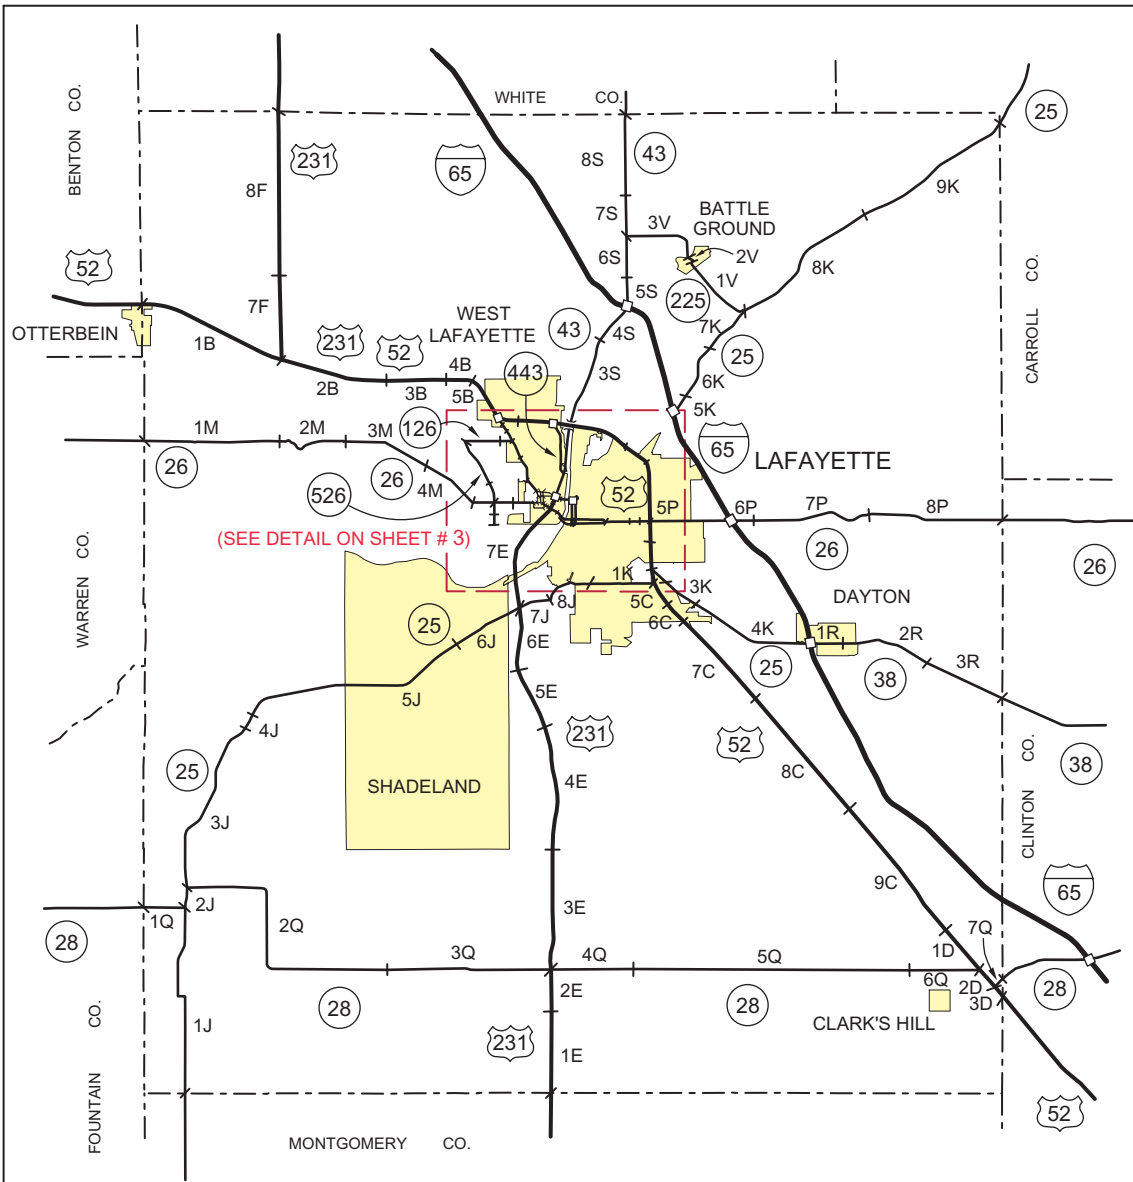 WHITE CO.
BENTON CO.
25
231
65
43
8S
8F
9K
BATTLE
GROUND
7S
3V
2V
6S
8K
1V
52
5S
225
CARROLL CO.
7F
WEST
LAFAYETTE
43
4S
7K
OTTERBEIN
231
1B
52
25
4B
443
3S
2B
3B
5B
6K
5K
1M
2M
3M
126
65
LAFAYETTE
26
26
4M
526
52
5P
6P
7P
8P
(SEE DETAIL ON SHEET # 3)
26
26
7E
WARREN CO.
1K
3K
DAYTON
8J
5C
7J
25
6J
6E
6C
4K
1R
2R
25
38
3R
7C
5J
5E
4J
231
52
38
25
4E
8C
SHADELAND
3J
CLINTON CO.
9C
65
2J
3E
1Q
2Q
7Q
28
1D
3Q
4Q
5Q
2E
6Q
2D
28
3D
28
28
1J
CLARK'S HILL
231
1E
FOUNTAIN CO.
52
MONTGOMERY CO.